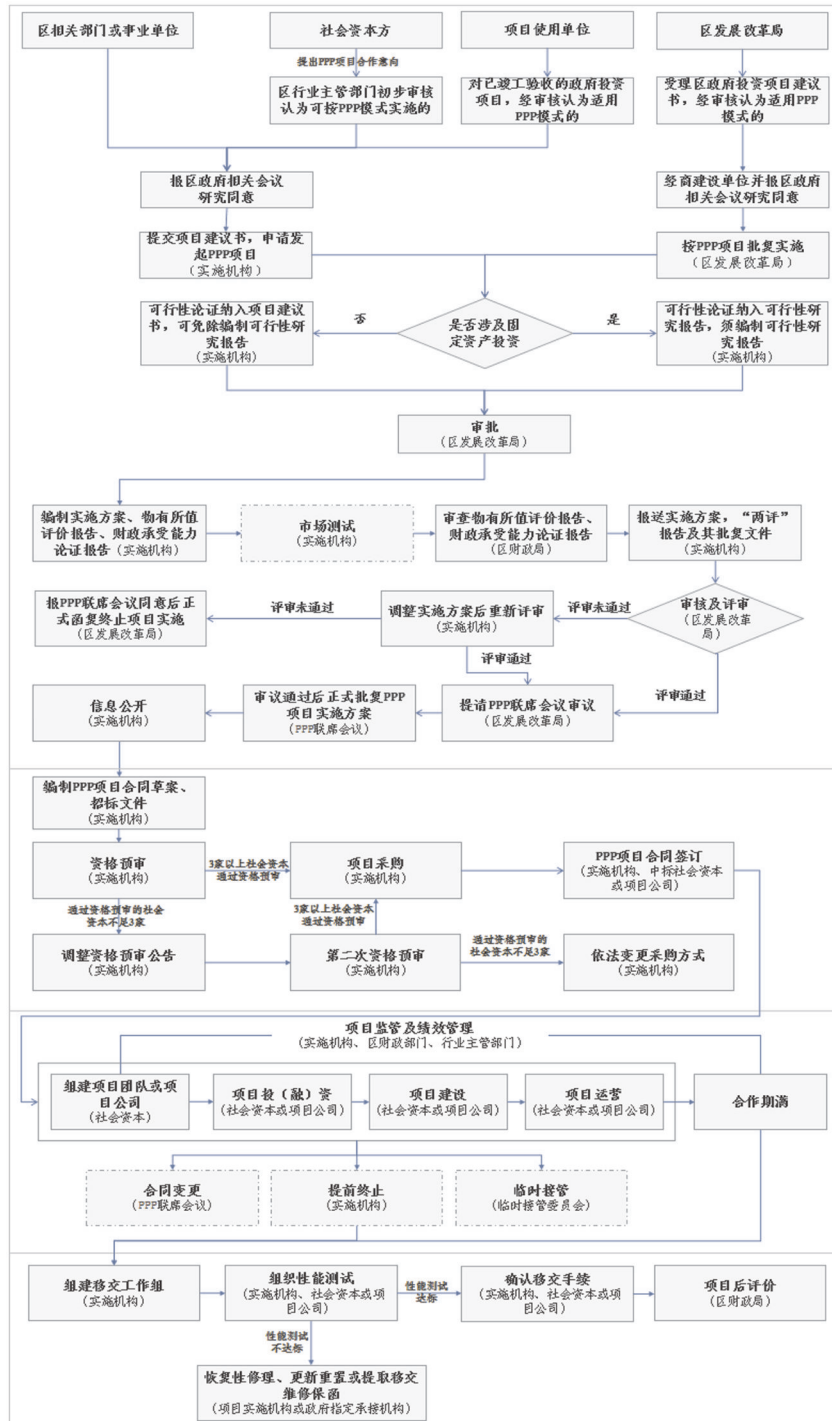 区相关部门或事业单位
社会资本方
项目使用单位
区发展改革局
提出PPP项目合作意向
区行业主管部门初步审核
认为可按PPP模式实施的
对已竣工验收的政府投资
项目，经审核认为适用
PPP模式的
受理区政府投资项目建议
书，经审核认为适用PPP
模式的
报区政府相关会议
研究同意
经商建设单位并报区政府
相关会议研究同意
提交项目建议书，申请发
起PPP项目
（实施机构）
按PPP项目批复实施
（区发展改革局）
可行性论证纳入项目建议
书，可免除编制可行性研
究报告
（实施机构）
否
是否涉及固
定资产投资
是
可行性论证纳入可行性研
究报告，须编制可行性研
究报告
（实施机构）
审批
（区发展改革局）
编制实施方案、物有所值
评价报告、财政承受能力
论证报告（实施机构）
市场测试
（实施机构）
审查物有所值评价报告、
财政承受能力论证报告
（区财政局）
报送实施方案，“两评”
报告及其批复文件
（实施机构）
报PPP联席会议同意后正
式函复终止项目实施
（区发展改革局）
评审未通过
调整实施方案后重新评审
（实施机构）
评审未通过
审核及评审
（区发展改革
局）
评审通过
评审通过
信息公开
（实施机构）
审议通过后正式批复PPP
项目实施方案
（PPP联席会议）
提请PPP联席会议审议
（区发展改革局）
编制PPP项目合同草案、
招标文件
（实施机构）
资格预审
（实施机构）
3家以上社会资本
通过资格预审
项目采购
（实施机构）
PPP项目合同签订
（实施机构、中标社会资本
或项目公司）
通过资格预审的社会
资本不足3家
3家以上社会资本
通过资格预审
调整资格预审公告
（实施机构）
第二次资格预审
（实施机构）
通过资格预审的
社会资本不足3家
依法变更采购方式
（实施机构）
项目监管及绩效管理
（实施机构、区财政部门、行业主管部门）
组建项目团队或项
目公司
（社会资本）
项目投（融）资
（社会资本或项目公司）
项目建设
（社会资本或项目公司）
项目运营
（社会资本或项目公司）
合作期满
合同变更
（PPP联席会议）
提前终止
（实施机构）
临时接管
（临时接管委员会）
组建移交工作组
（实施机构）
组织性能测试
（实施机构、社会资本或项
目公司）
性能测试
达标
确认移交手续
（实施机构、社会资本或项
目公司）
项目后评价
（区财政局）
性能测试
不达标
恢复性修理、更新重置或提取移交
维修保函
（项目实施机构或政府指定承接机构）